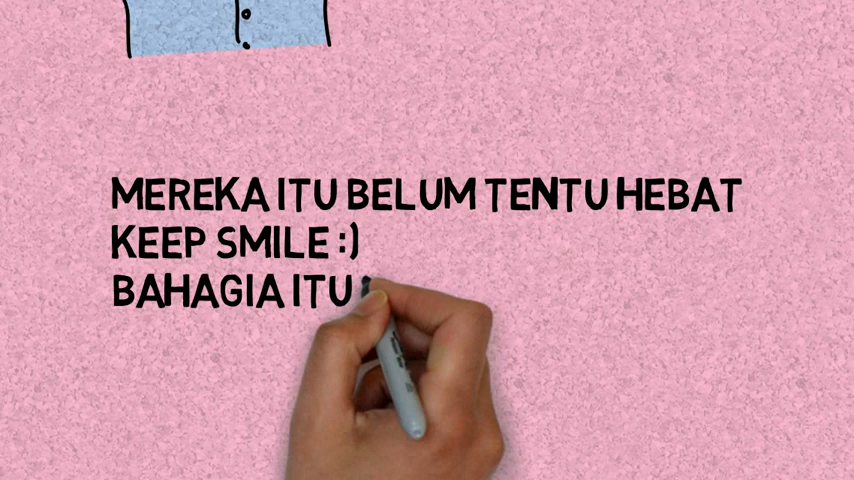 MEREKA ITU BELUM TENTU HEBAT
KEEP SMILE :)
BAHAGIA ITU